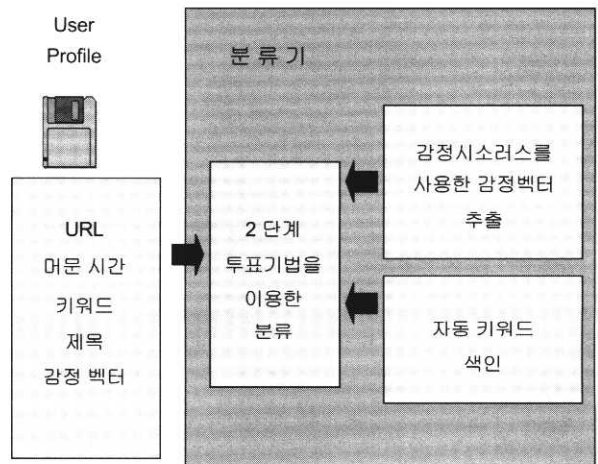 User
Profile
URL
머문 시간
키워드
제목
감정 벡터
분 류 기
2 단계
투표기법을
이용한
분류
감정시소러스를
사용한 감정벡터
추출
자동 키워드
색인